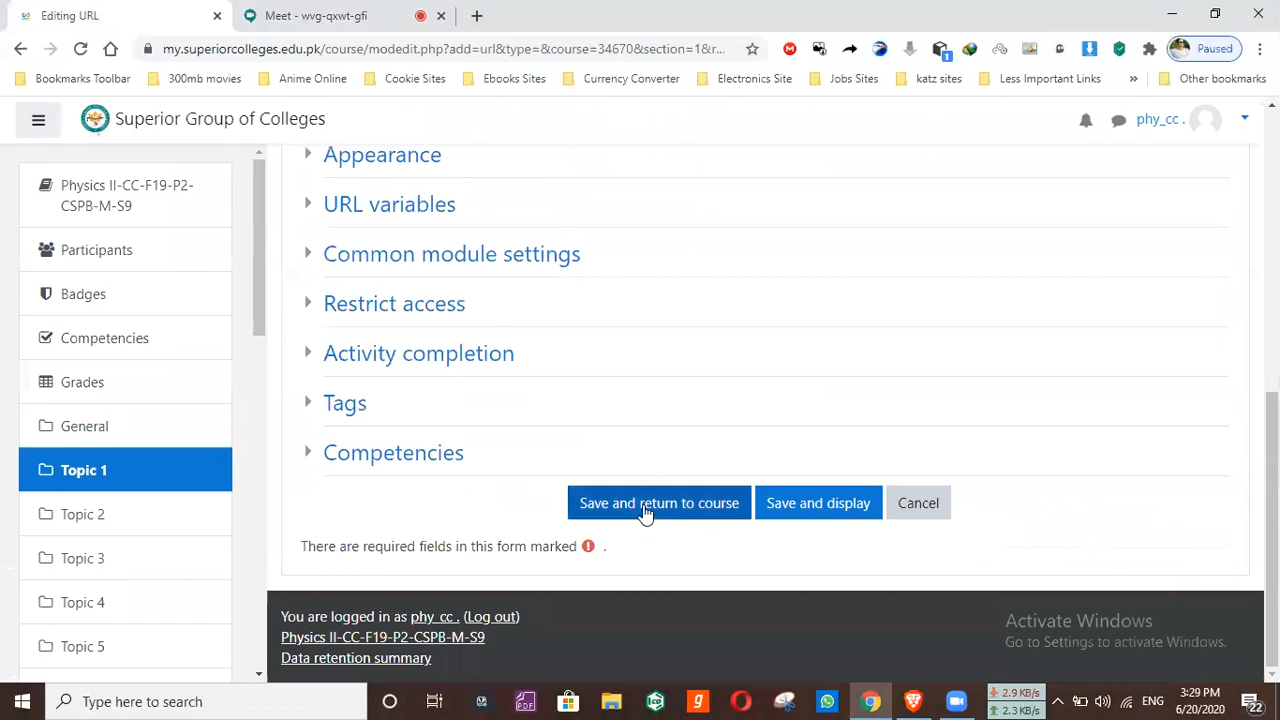 Editing URL
Meet - wvg-qxwt-gfi
my.superiorcolleges.edu.pk/course/modedit.php?add=url&type=&course=34670&section=1&r...
Paused
Bookmarks Toolbar
300mb movies
Anime Online
Cookie Sites
Ebooks Sites
Currency Converter
Electronics Site
Jobs Sites
katz sites
Less Important Links
»
Other bookmarks
Superior Group of Colleges
phy_cc .
Physics II-CC-F19-P2-
CSPB-M-S9
Participants
Badges
Competencies
Grades
General
Topic 1
Topic 2
Topic 3
Topic 4
Topic 5
Appearance
URL variables
Common module settings
Restrict access
Activity completion
Tags
Competencies
Save and return to course
Save and display
Cancel
There are required fields in this form marked .
You are logged in as phy_cc . (Log out)
Physics II-CC-F19-P2-CSPB-M-S9
Data retention summary
Activate Windows
Go to Settings to activate Windows.
Type here to search
2.9 KB/s
2.3 KB/s
ENG
3:29 PM
6/20/2020
22